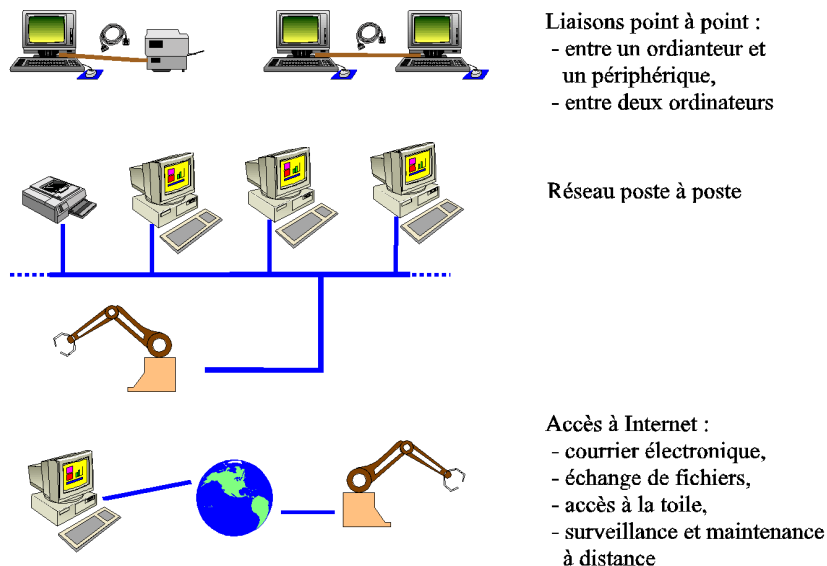 Liaisons point à point :
- entre un ordianteur et
un périphérique,
- entre deux ordinateurs
Réseau poste à poste
Accès à Internet :
- courrier électronique,
- échange de fichiers,
- accès à la toile,
- surveillance et maintenance
à distance